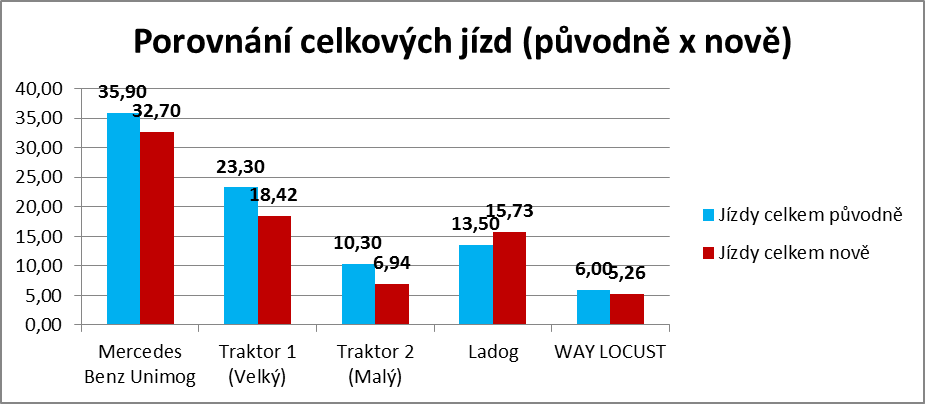 Porovnání celkových jízd (původně x nově)
40,00
35,00
30,00
25,00
20,00
15,00
10,00
5,00
0,00
35,90
32,70
23,30
18,42
10,30
6,94
13,50
15,73
6,00
5,26
Mercedes
Benz Unimog
Traktor 1
(Velký)
Traktor 2
(Malý)
Ladog
WAY LOCUST
Jízdy celkem původně
Jízdy celkem nově